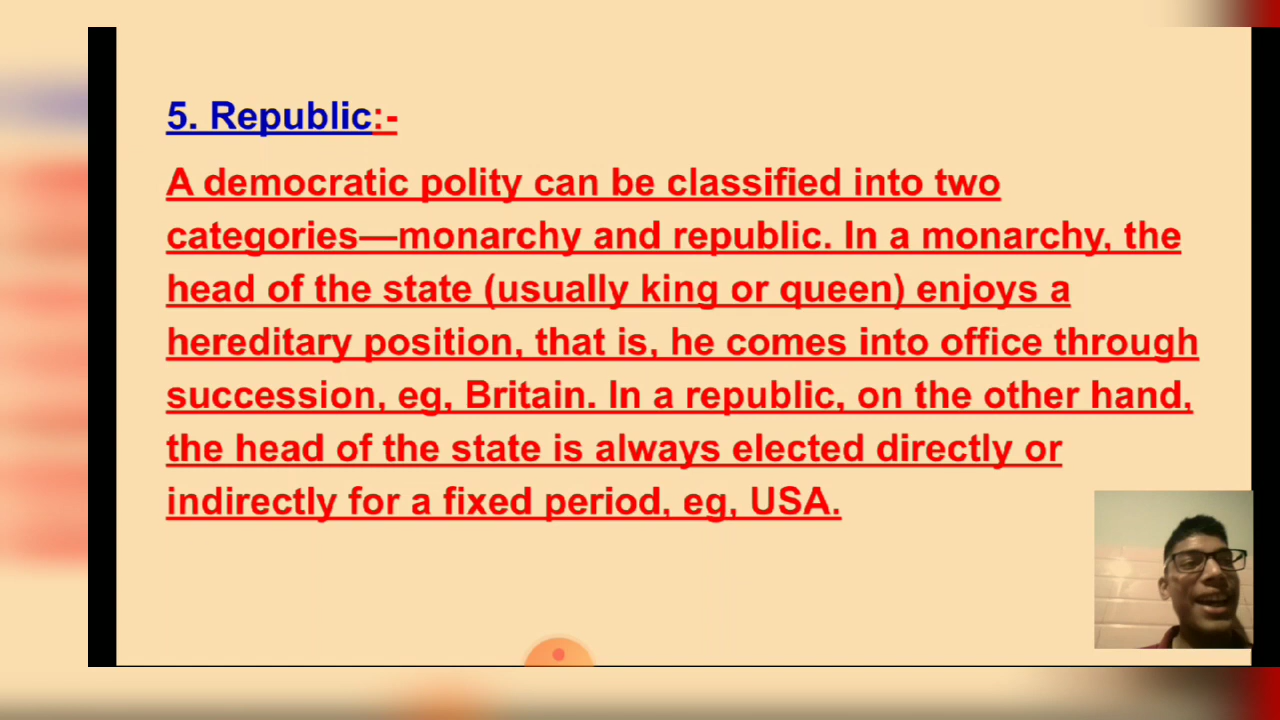 5. Republic:-
A democratic polity can be classified into two
categories—monarchy and republic. In a monarchy, the
head of the state (usually king or queen) enjoys a
hereditary position, that is, he comes into office through
succession, eg, Britain. In a republic, on the other hand,
the head of the state is always elected directly or
indirectly for a fixed period, eg, USA.